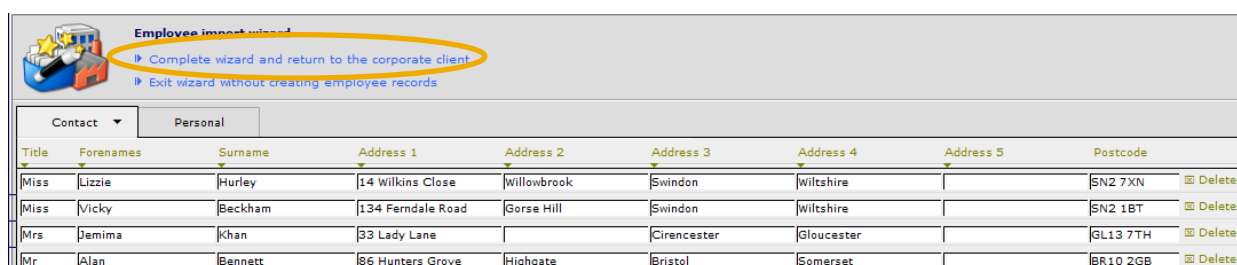 Employee import wizard
Complete wizard and return to the corporate client
Exit wizard without creating employee records
Contact Personal
Title Forenames Surname Address 1 Address 2 Address 3 Address 4 Address 5 Postcode
Miss Lizzie Hurley 14 Wilkins Close Willowbrook Swindon Wiltshire SN2 7XN Delete
Miss Vicky Beckham 134 Ferndale Road Gorse Hill Swindon Wiltshire SN2 1BT Delete
Mrs Jemima Khan 33 Lady Lane Cirencester Gloucester GL13 7TH Delete
Mr Alan Bennett 86 Hunters Grove Highgate Bristol Somerset BR10 2GB Delete